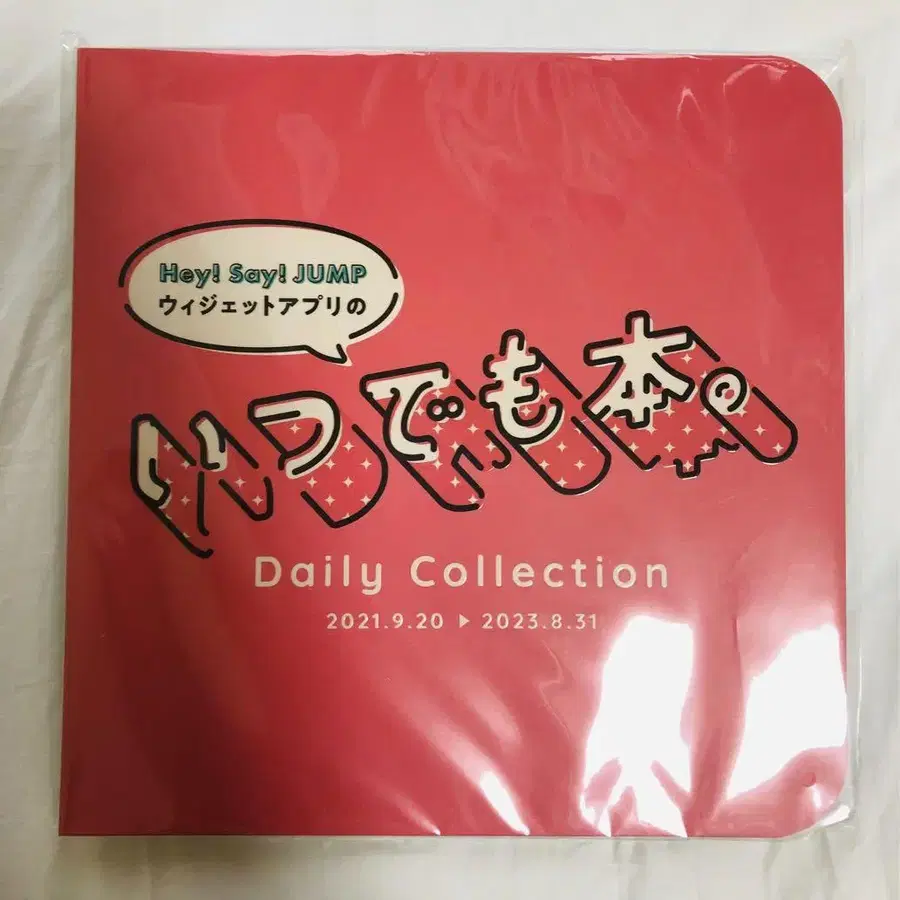 Hey! Say! JUMP
ウィジェットアプリの
いつでも本。
Daily Collection
2021.9.20 ▶ 2023.8.31